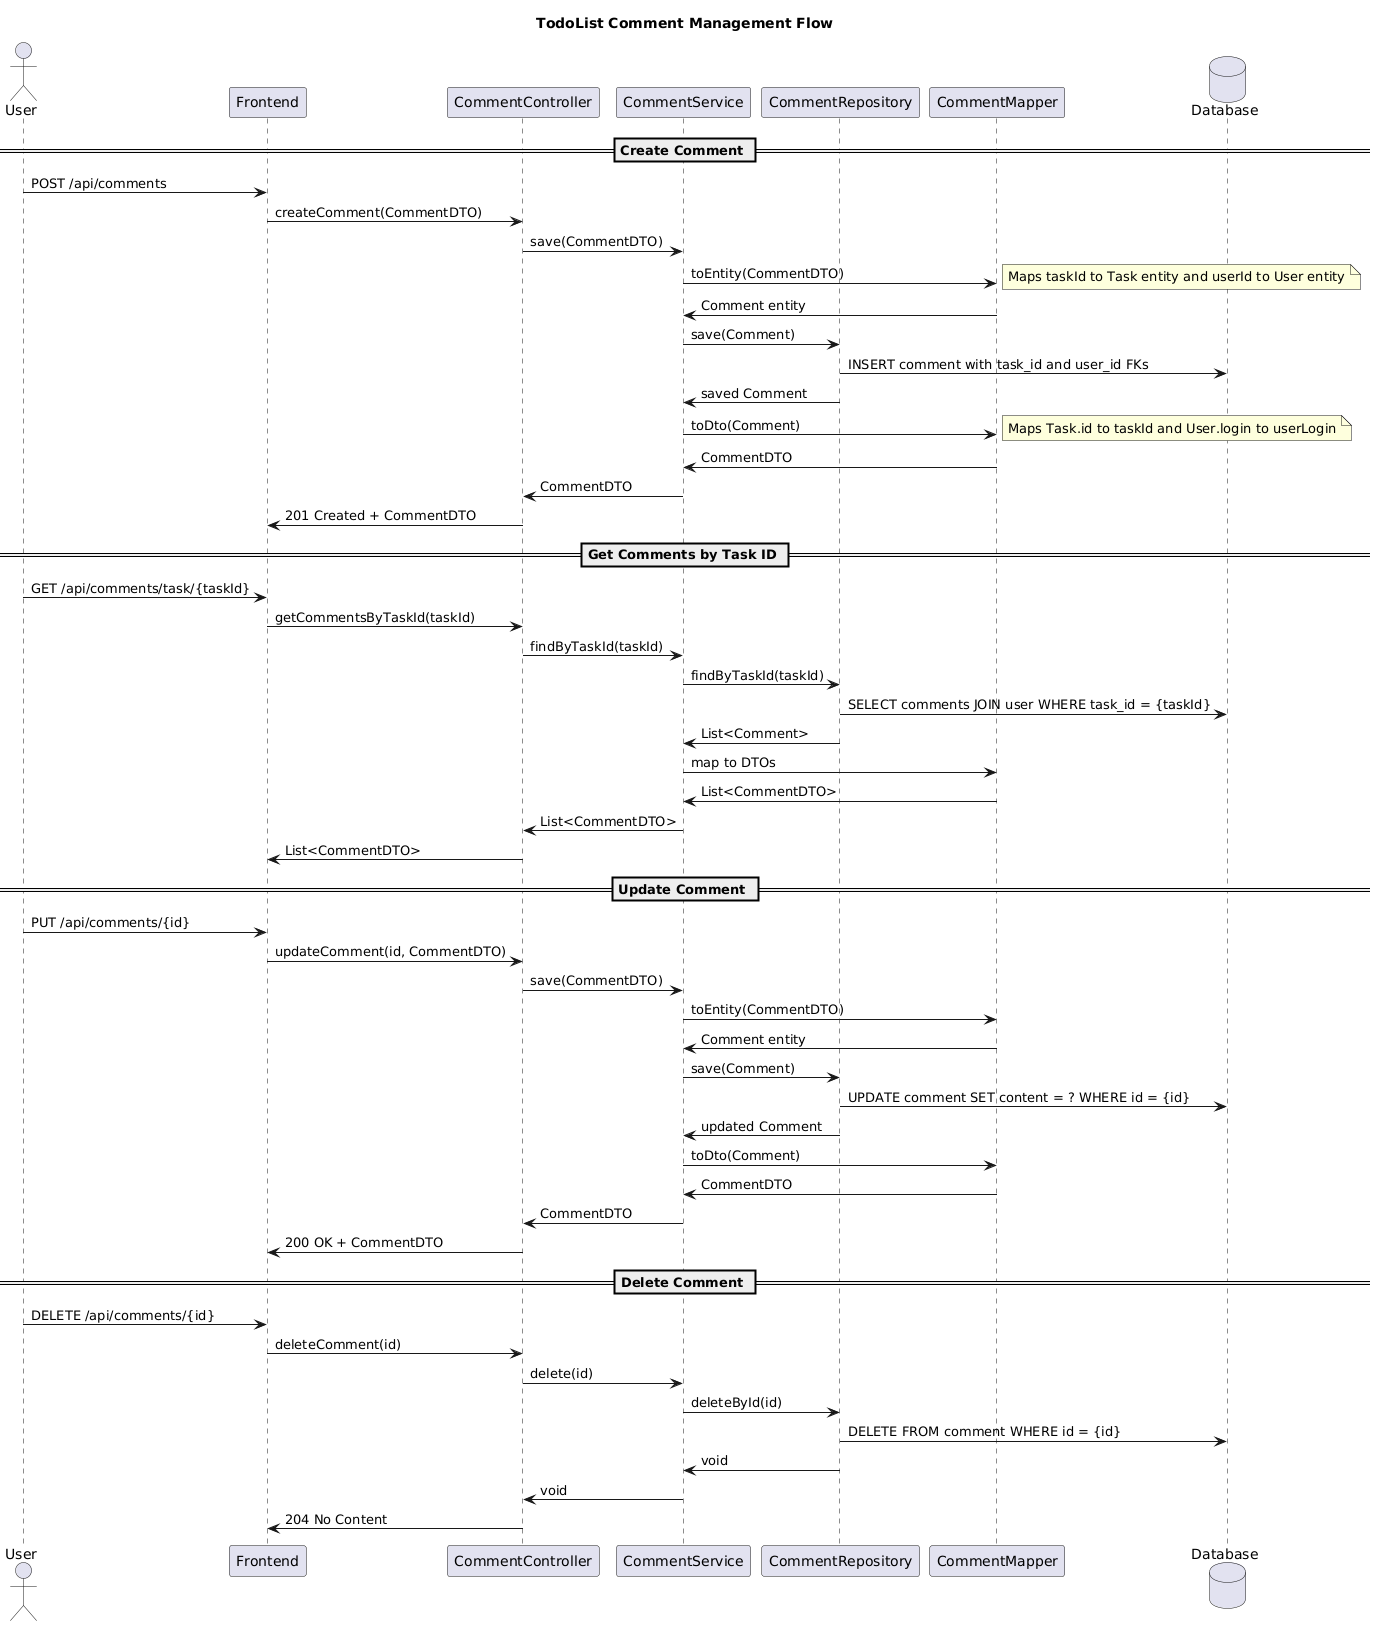 TodoList Comment Management Flow
User
Frontend
CommentController
CommentService
CommentRepository
CommentMapper
Database
Create Comment
POST /api/comments
createComment(CommentDTO)
save(CommentDTO)
toEntity(CommentDTO)
Maps taskId to Task entity and userId to User entity
Comment entity
save(Comment)
INSERT comment with task_id and user_id FKs
saved Comment
toDto(Comment)
Maps Task.id to taskId and User.login to userLogin
CommentDTO
CommentDTO
201 Created + CommentDTO
Get Comments by Task ID
GET /api/comments/task/{taskId}
getCommentsByTaskId(taskId)
findByTaskId(taskId)
findByTaskId(taskId)
SELECT comments JOIN user WHERE task_id = {taskId}
List<Comment>
map to DTOs
List<CommentDTO>
List<CommentDTO>
List<CommentDTO>
Update Comment
PUT /api/comments/{id}
updateComment(id, CommentDTO)
save(CommentDTO)
toEntity(CommentDTO)
Comment entity
save(Comment)
UPDATE comment SET content = ? WHERE id = {id}
updated Comment
toDto(Comment)
CommentDTO
CommentDTO
200 OK + CommentDTO
Delete Comment
DELETE /api/comments/{id}
deleteComment(id)
delete(id)
deleteById(id)
DELETE FROM comment WHERE id = {id}
void
void
204 No Content
User
Frontend
CommentController
CommentService
CommentRepository
CommentMapper
Database